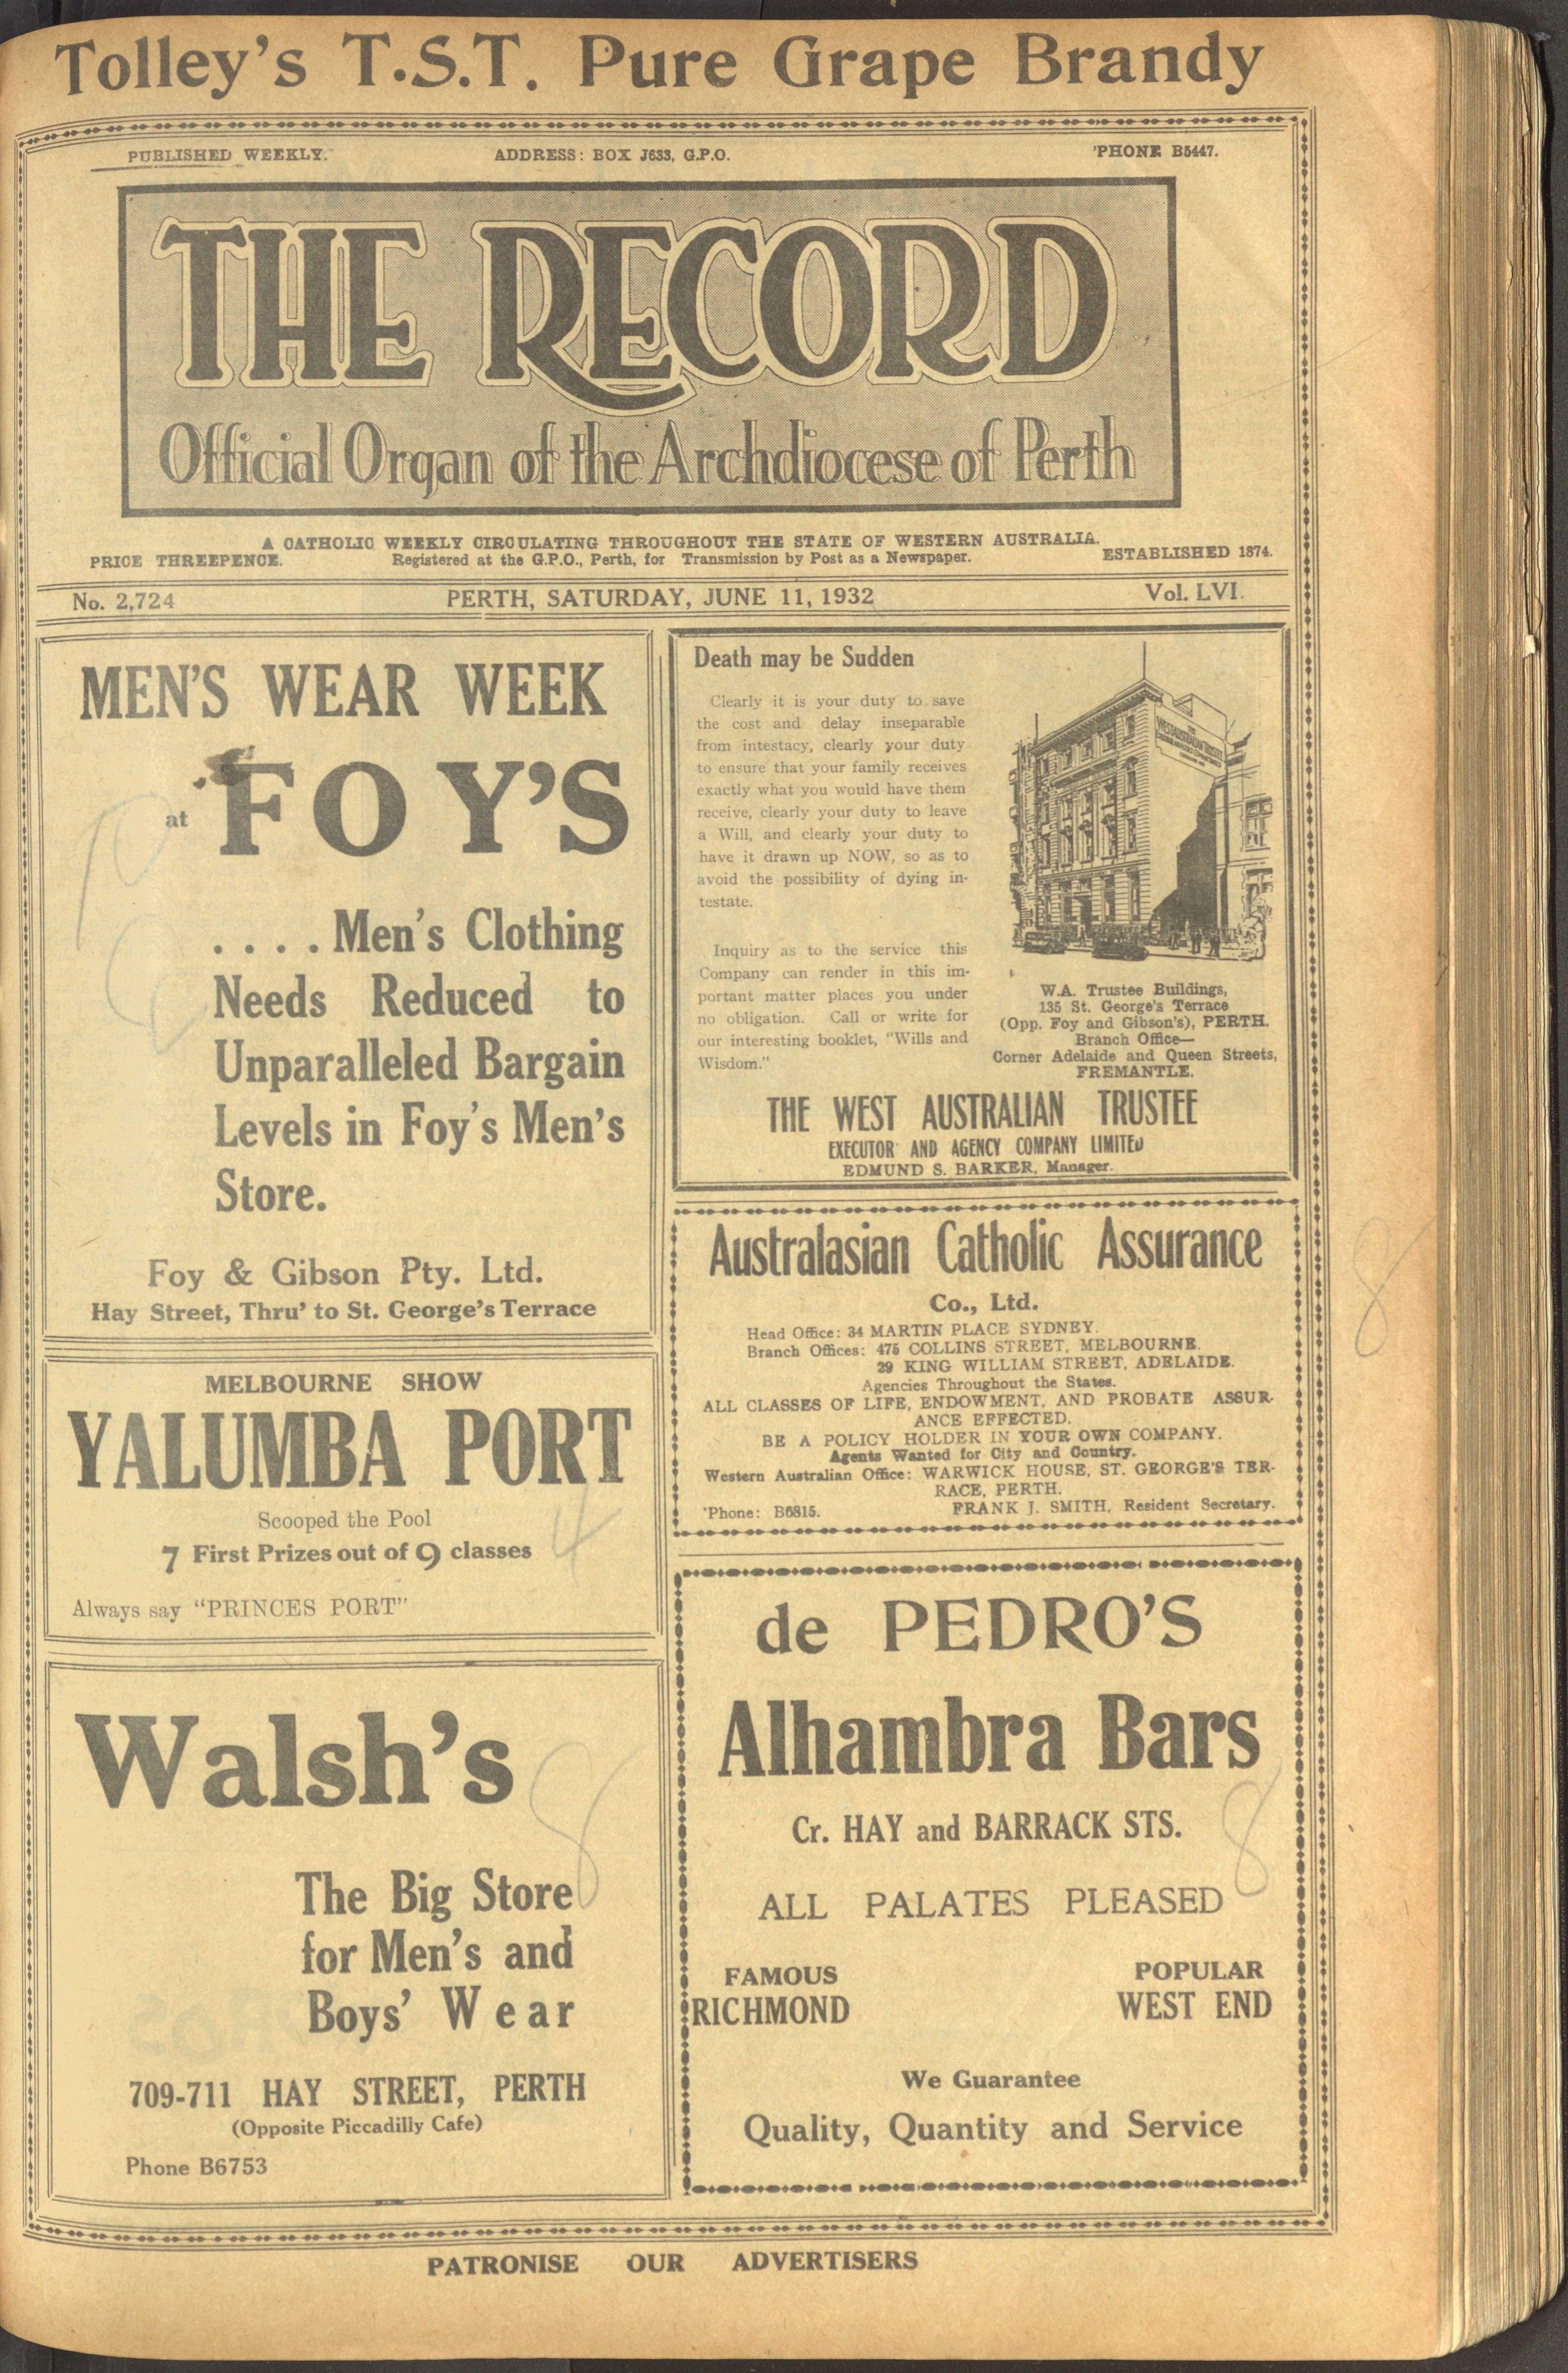 Tolley's T.S.T. Pure Grape Brandy
PUBLISHED WEEKLY.
ADDRESS: BOX J633, G.P.O.
'PHONE B5447.
THE RECORD
Official Organ of the Archdiocese of Perth
A CATHOLIC WEEKLY CIRCULATING THROUGHOUT THE STATE OF WESTERN AUSTRALIA.
PRICE THREEPENCE.
Registered at the G.P.O., Perth, for Transmission by Post as a Newspaper.
ESTABLISHED 1874.
No. 2,724
PERTH, SATURDAY, JUNE 11, 1932
Vol. LVI.
MEN'S WEAR WEEK
at FOY'S
.... Men's Clothing
Needs Reduced to
Unparalleled Bargain
Levels in Foy's Men's
Store.
Foy & Gibson Pty. Ltd.
Hay Street, Thru' to St. George's Terrace
MELBOURNE SHOW
YALUMBA PORT
Scooped the Pool
7 First Prizes out of 9 classes
4
Always say "PRINCES PORT"
Walsh's
8
The Big Store
for Men's and
Boys' Wear
709-711 HAY STREET, PERTH
(Opposite Piccadilly Cafe)
Phone B6753
Death may be Sudden
Clearly it is your duty to save
the cost and delay inseparable
from intestacy, clearly your duty
to ensure that your family receives
exactly what you would have them
receive, clearly your duty to leave
a Will, and clearly your duty to
have it drawn up NOW, so as to
avoid the possibility of dying in-
testate.
Inquiry as to the service this
Company can render in this im-
portant matter places you under
no obligation. Call or write for
our interesting booklet, "Wills and
Wisdom."
W.A. Trustee Buildings,
135 St. George's Terrace
(Opp. Foy and Gibson's), PERTH.
Branch Office—
Corner Adelaide and Queen Streets,
FREMANTLE.
THE WEST AUSTRALIAN TRUSTEE
EXECUTOR AND AGENCY COMPANY LIMITED
EDMUND S. BARKER, Manager.
Australasian Catholic Assurance
Co., Ltd.
Head Office: 34 MARTIN PLACE SYDNEY.
Branch Offices: 475 COLLINS STREET, MELBOURNE.
29 KING WILLIAM STREET, ADELAIDE.
Agencies Throughout the States.
ALL CLASSES OF LIFE, ENDOWMENT, AND PROBATE ASSUR-
ANCE EFFECTED.
BE A POLICY HOLDER IN YOUR OWN COMPANY.
Agents Wanted for City and Country.
Western Australian Office: WARWICK HOUSE, ST. GEORGE'S TER-
RACE, PERTH.
'Phone: B6815.
FRANK J. SMITH, Resident Secretary.
8
de PEDRO'S
Alhambra Bars
Cr. HAY and BARRACK STS.
8
ALL PALATES PLEASED
FAMOUS
RICHMOND
POPULAR
WEST END
We Guarantee
Quality, Quantity and Service
PATRONISE OUR ADVERTISERS